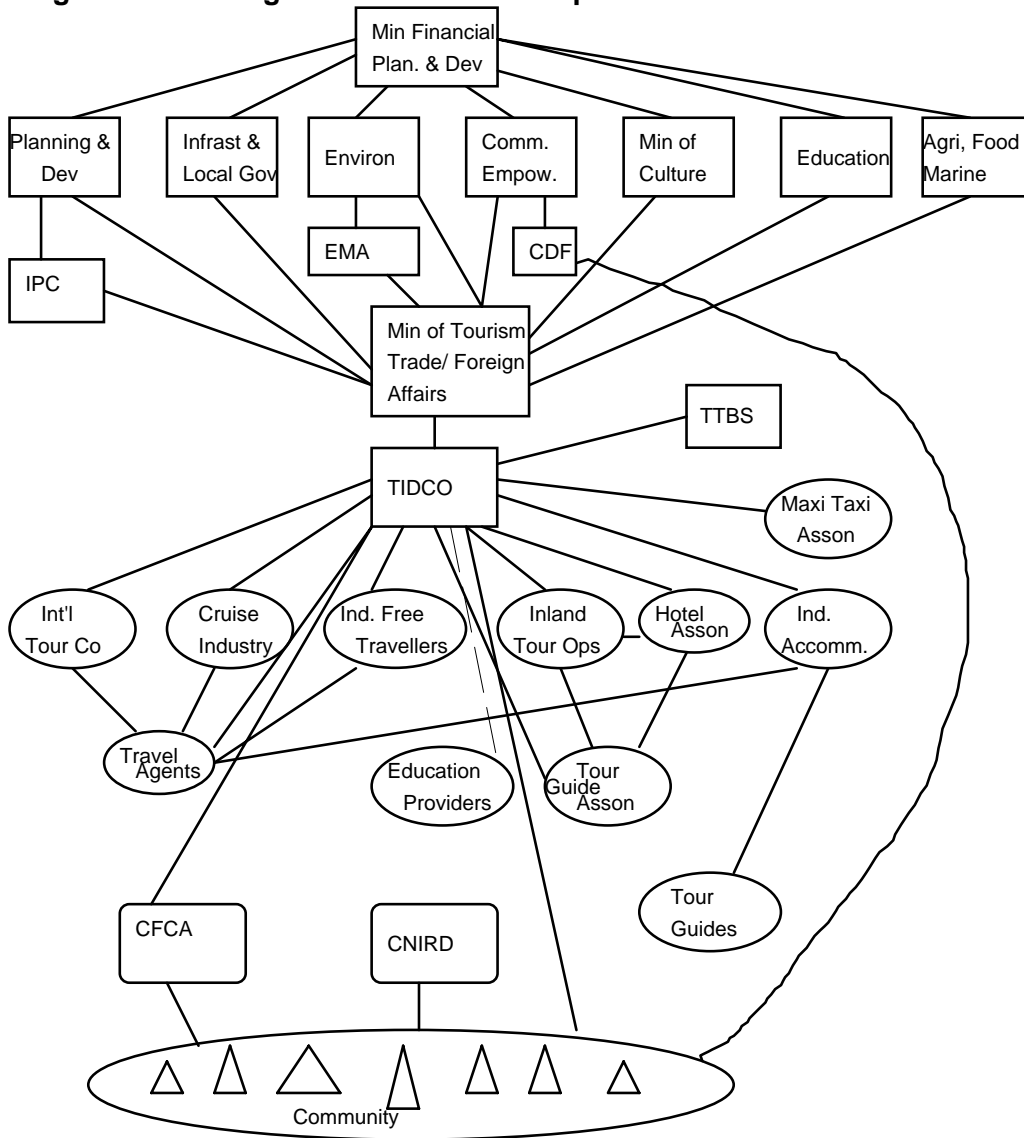 Min Financial
Plan. & Dev
Planning &
Dev
Infrast &
Local Gov
Environ
Comm.
Empow.
Min of
Culture
Education
Agri, Food
Marine
EMA
CDF
IPC
Min of Tourism
Trade/ Foreign
Affairs
TTBS
TIDCO
Maxi Taxi
Asson
Int'l
Tour Co
Cruise
Industry
Ind. Free
Travellers
Inland
Tour Ops
Hotel
Asson
Ind.
Accomm.
Travel
Agents
Education
Providers
Tour
Guide
Asson
Tour
Guides
CFCA
CNIRD
Community